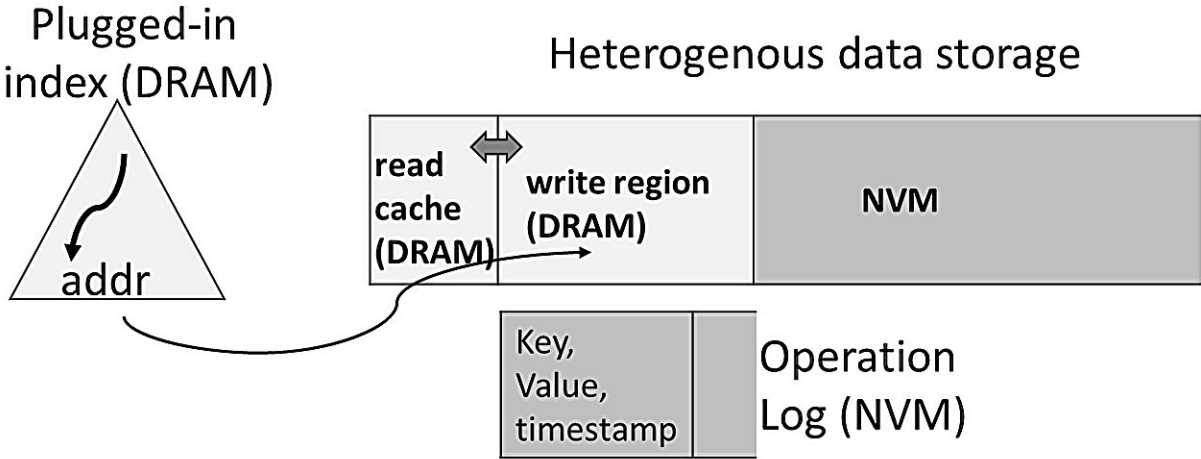 Plugged-in
index (DRAM)
addr
Heterogenous data storage
read
cache
(DRAM)
write region
(DRAM)
NVM
Key,
Value,
timestamp
Operation
Log (NVM)